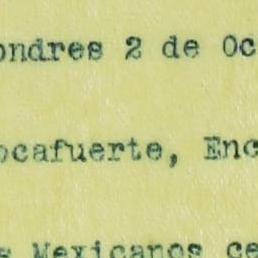 ondres 2 de Oc
ocafuerte, Enc
s Mexicanos ce